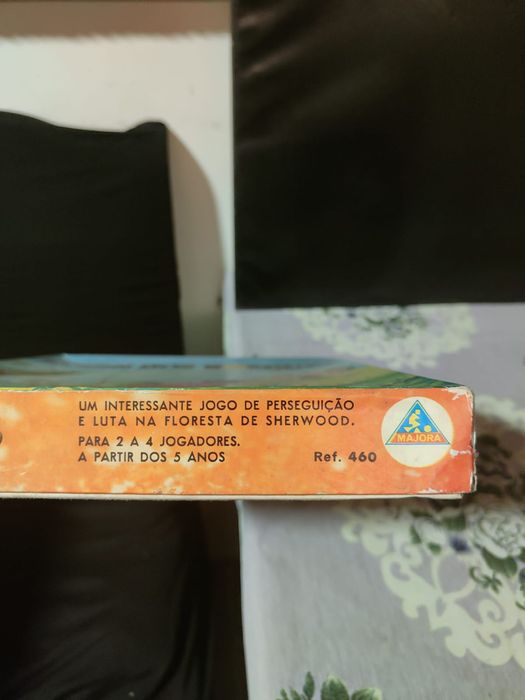 UM INTERESSANTE JOGO DE PERSEGUIÇÃO
E LUTA NA FLORESTA DE SHERWOOD.
PARA 2 A 4 JOGADORES.
A PARTIR DOS 5 ANOS
Ref. 460
MAJORA